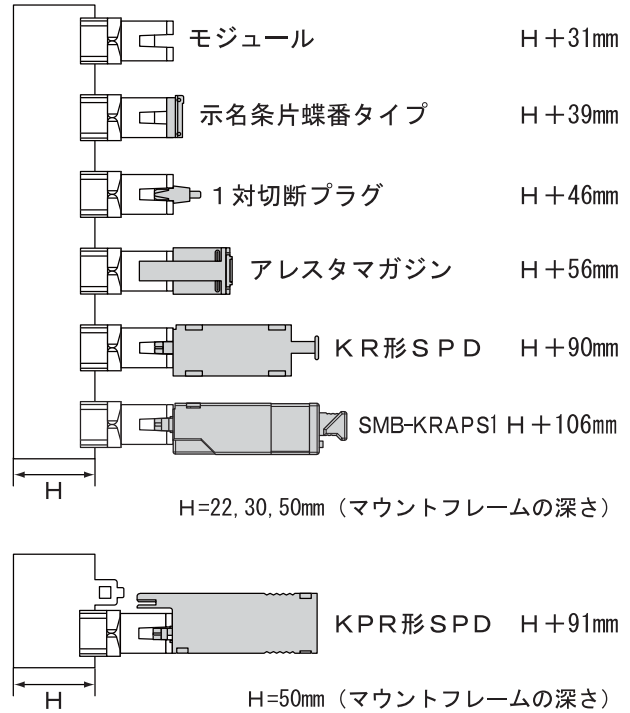 モジュール H+31mm
示名条片蝶番タイプ H+39mm
1対切断プラグ H+46mm
アレスタマガジン H+56mm
KR形SPD H+90mm
SMB-KRAPS1 H+106mm
H
H=22,30,50mm(マウントフレームの深さ)
KPR形SPD H+91mm
H
H=50mm(マウントフレームの深さ)